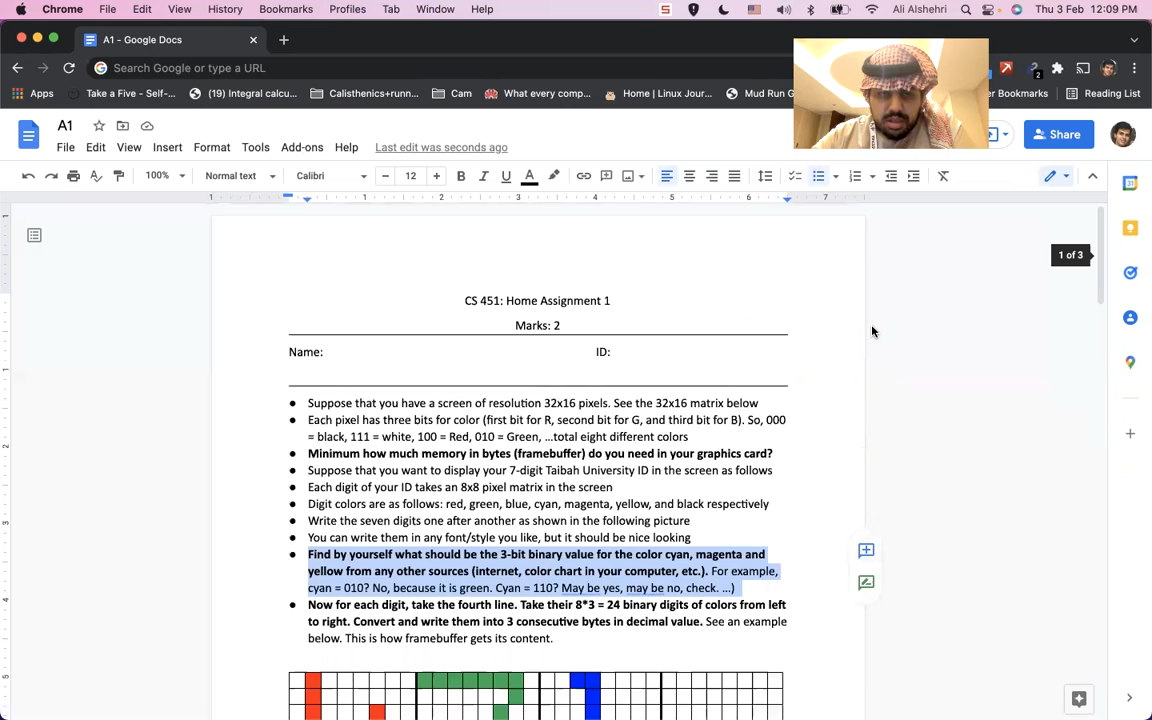 Chrome File Edit View History Bookmarks Profiles Tab Window Help S Ali Alshehri Thu 3 Feb 12:09 PM
A1 - Google Docs
Search Google or type a URL
2
Apps Take a Five - Self-... (19) Integral calcu... Calisthenics+runn... Cam What every comp... Home | Linux Jour... Mud Run G Bookmarks Reading List
A1
File Edit View Insert Format Tools Add-ons Help Last edit was seconds ago
Share
100% Normal text Calibri 12 B I U A
1 1 2 3 4 5 6 7
1 of 3
CS 451: Home Assignment 1
Marks: 2
Name: ID:
● Suppose that you have a screen of resolution 32x16 pixels. See the 32x16 matrix below
● Each pixel has three bits for color (first bit for R, second bit for G, and third bit for B). So, 000
= black, 111 = white, 100 = Red, 010 = Green, ...total eight different colors
● Minimum how much memory in bytes (framebuffer) do you need in your graphics card?
● Suppose that you want to display your 7-digit Taibah University ID in the screen as follows
● Each digit of your ID takes an 8x8 pixel matrix in the screen
● Digit colors are as follows: red, green, blue, cyan, magenta, yellow, and black respectively
● Write the seven digits one after another as shown in the following picture
● You can write them in any font/style you like, but it should be nice looking
● Find by yourself what should be the 3-bit binary value for the color cyan, magenta and
yellow from any other sources (internet, color chart in your computer, etc.). For example,
cyan = 010? No, because it is green. Cyan = 110? May be yes, may be no, check. ...)
● Now for each digit, take the fourth line. Take their 8*3 = 24 binary digits of colors from left
to right. Convert and write them into 3 consecutive bytes in decimal value. See an example
below. This is how framebuffer gets its content.